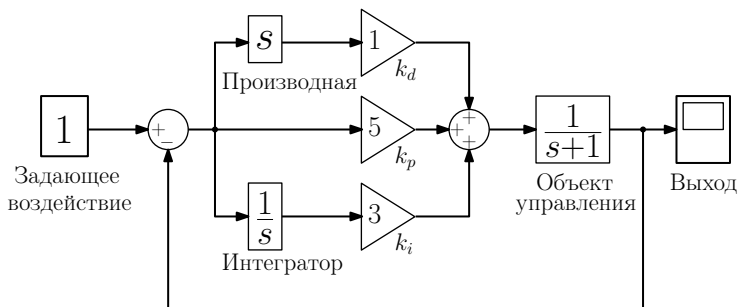 s
1
Производная
k_d
1
5
k_p
+
−
+
+
+
1
s+1
Задающее
воздействие
Объект
управления
Выход
1
s
3
Интегратор
k_i